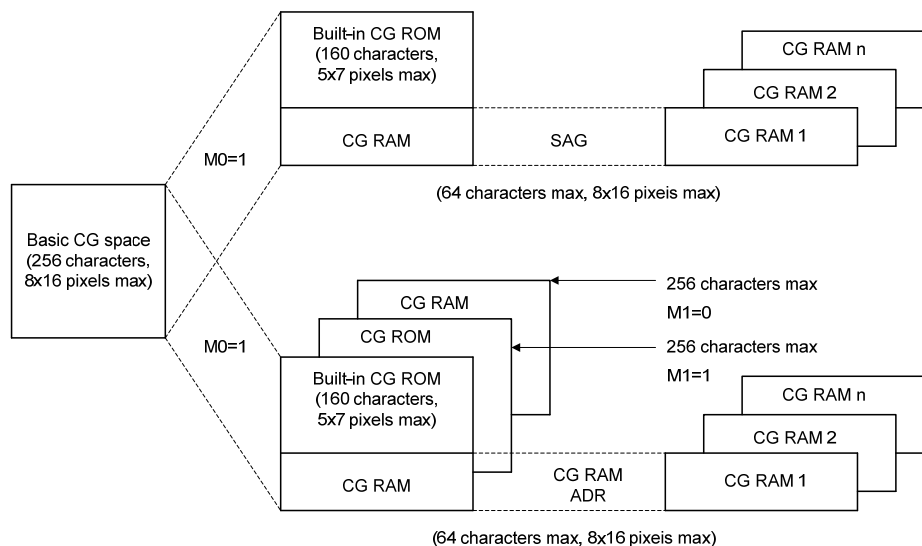 Built-in CG ROM
(160 characters,
5x7 pixels max)
CG RAM
M0=1
SAG
CG RAM n
CG RAM 2
CG RAM 1
(64 characters max, 8x16 pixels max)
Basic CG space
(256 characters,
8x16 pixels max)
M0=1
CG RAM
CG ROM
Built-in CG ROM
(160 characters,
5x7 pixels max)
CG RAM
256 characters max
M1=0
256 characters max
M1=1
CG RAM
ADR
CG RAM n
CG RAM 2
CG RAM 1
(64 characters max, 8x16 pixels max)